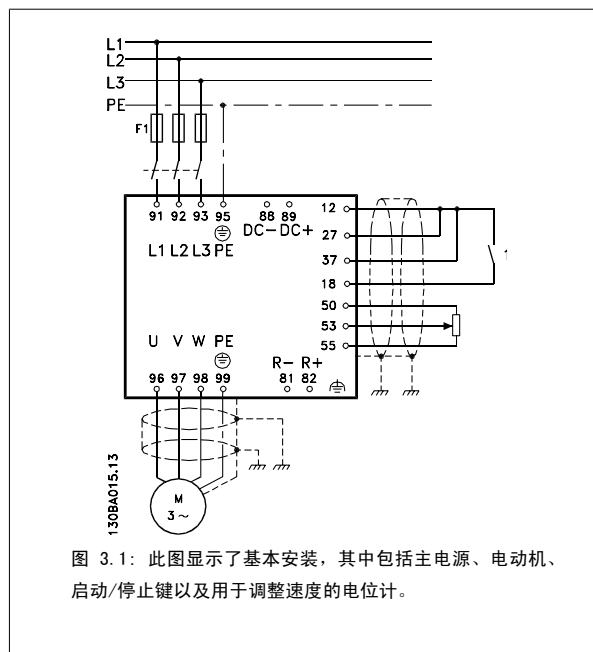 L1
L2
L3
PE
F1
91 92 93 95 88 89
DC- DC+
L1 L2 L3 PE
12
27
37
18
50
53
55
1
U V W PE
R- R+
96 97 98 99 81 82
M
3~
130BA015.13
图 3.1: 此图显示了基本安装，其中包括主电源、电动机、
启动/停止键以及用于调整速度的电位计。